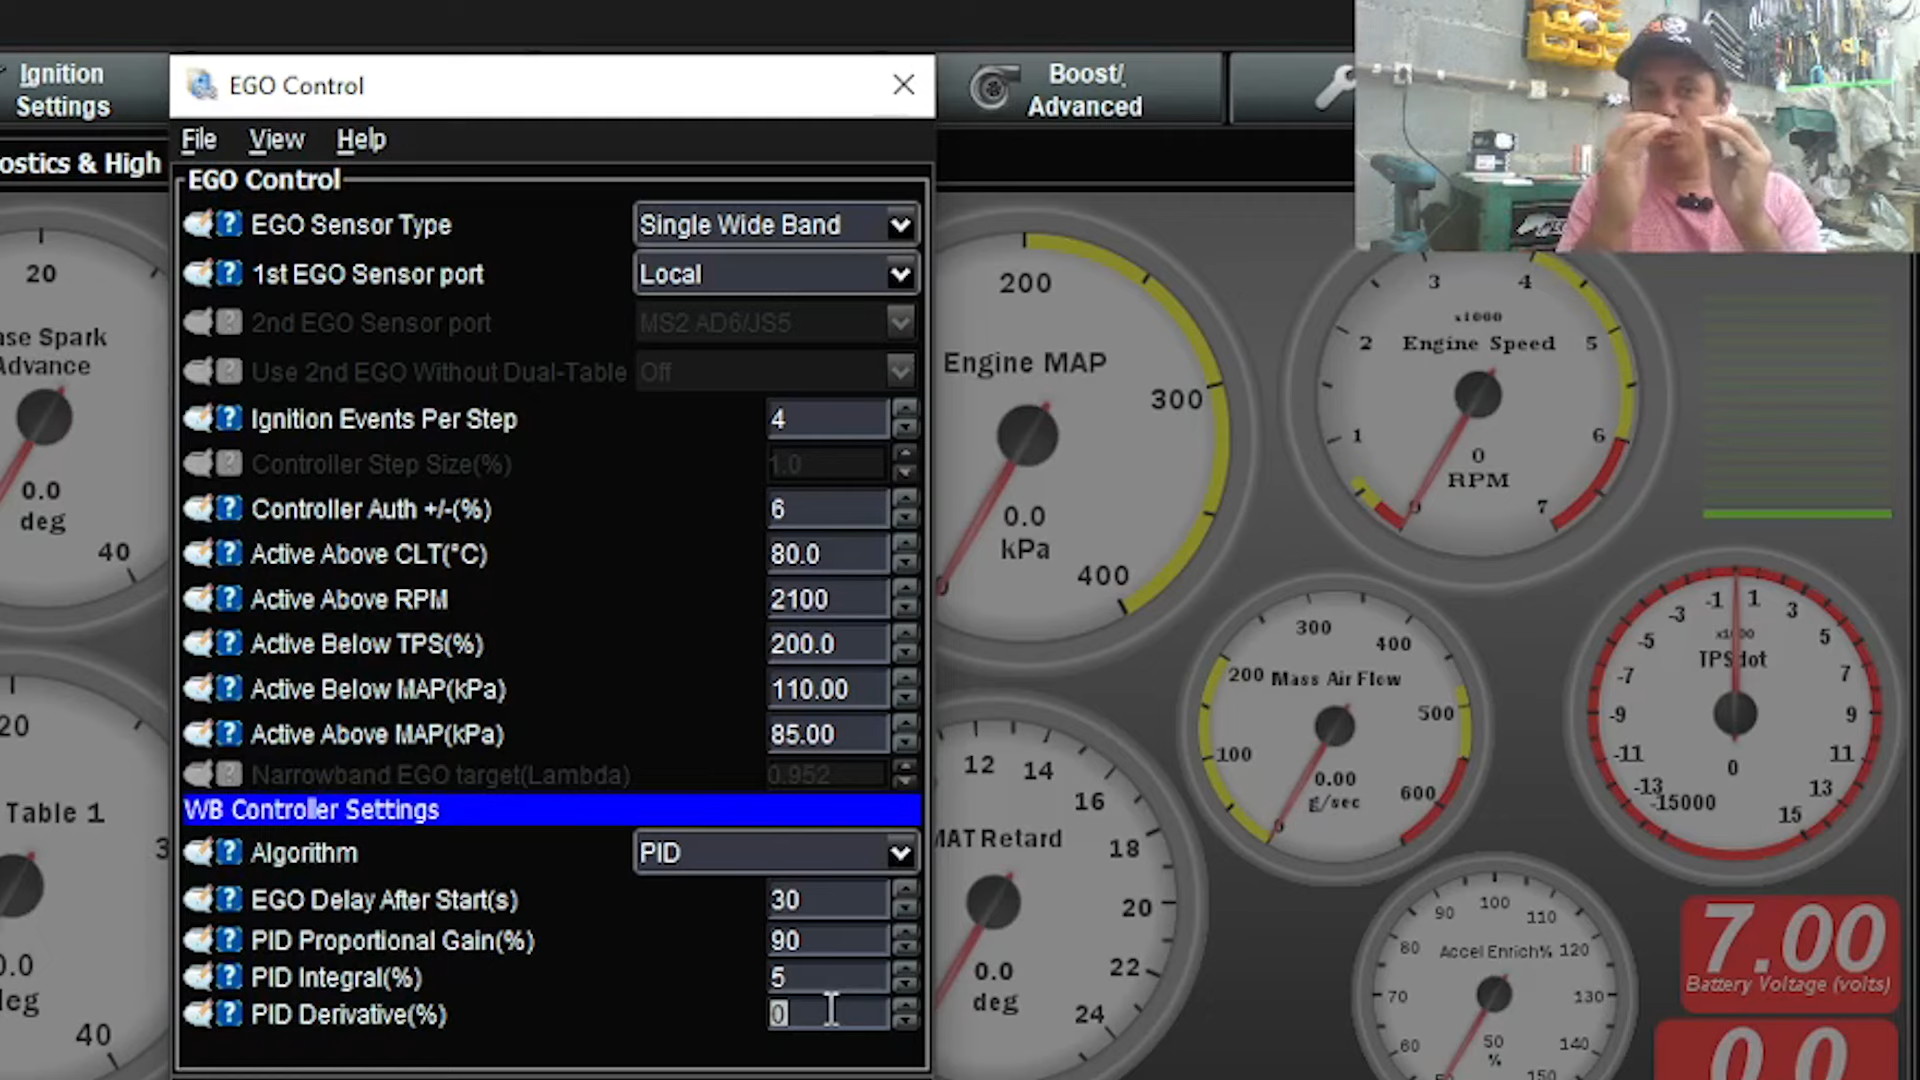 Ignition
Settings
EGO Control
Boost/
Advanced
File View Help
ostics & High
EGO Control
EGO Sensor Type Single Wide Band
1st EGO Sensor port Local
2nd EGO Sensor port MS2 AD6/JS5
Use 2nd EGO Without Dual-Table Off
Ignition Events Per Step 4
Controller Step Size(%) 1.0
Controller Auth +/-(%) 6
Active Above CLT(°C) 80.0
Active Above RPM 2100
Active Below TPS(%) 200.0
Active Below MAP(kPa) 110.00
Active Above MAP(kPa) 85.00
Narrowband EGO target(Lambda) 0.952
WB Controller Settings
Algorithm PID
EGO Delay After Start(s) 30
PID Proportional Gain(%) 90
PID Integral(%) 5
PID Derivative(%) 0
20
ase Spark
Advance
0.0
deg
40
20
Table 1
3
0.0
deg
40
200
Engine MAP
300
0.0
kPa
400
0
3 4
x1000
2 Engine Speed 5
1 6
0
RPM
7
300
400
200 Mass Air Flow
500
100
0.00
g/sec
600
0
-1 1
-3 3
x1000
-5 5
TPSdot
-7 7
-9 9
-11 11
0
-13 13
-15000 15
12 14
16
MAT Retard
18
20
0.0
deg
22
24
90 100 110
80 Accel Enrich% 120
70 130
60 50 140
%
150
7.00
Battery Voltage (volts)
0.0